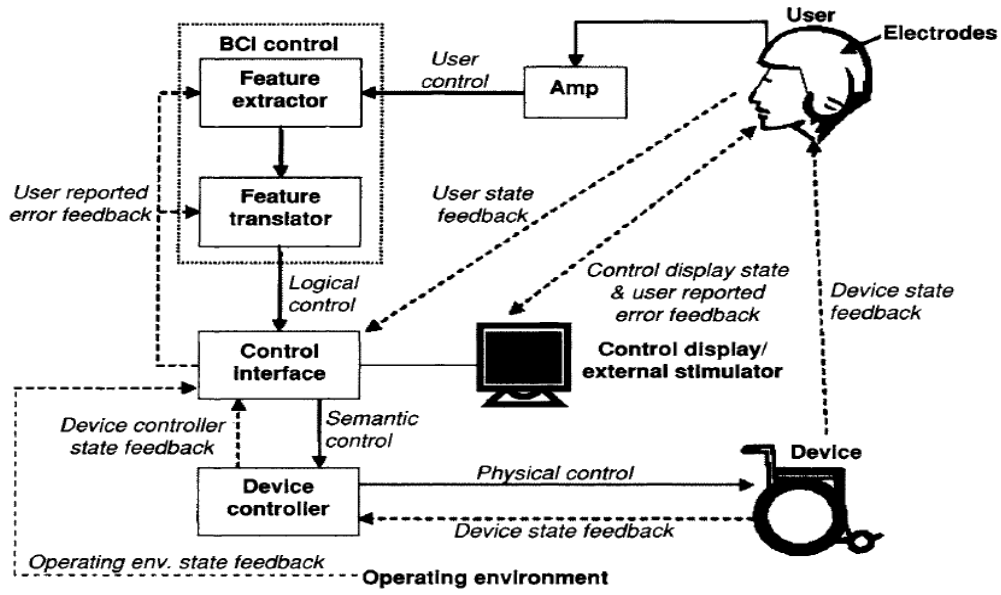 User
Electrodes
BCI control
User
control
Feature
extractor
Amp
User reported
error feedback
Feature
translator
User state
feedback
Logical
control
Control display state
& user reported
error feedback
Device state
feedback
Control
interface
Control display/
external stimulator
Device controller
state feedback
Semantic
control
Device
Physical control
Device
controller
Device state feedback
Operating env. state feedback
Operating environment